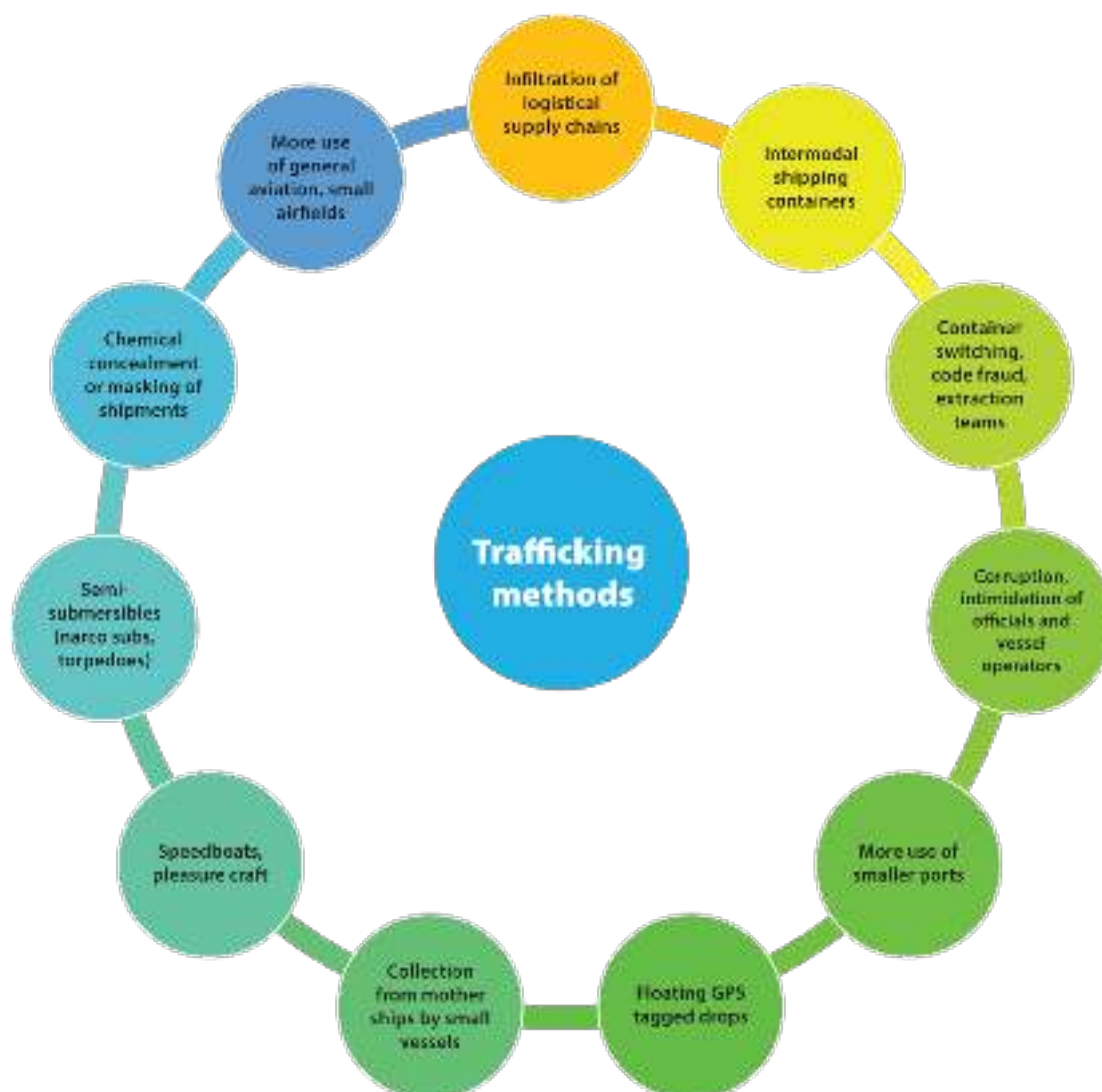 Infiltration of
logistical
supply chains
Intermodal
shipping
containers
Container
switching,
code fraud,
extraction
teams
Corruption,
intimidation of
officials and
vessel
operators
More use of
smaller ports
Floating GPS
tagged drops
Collection
from mother
ships by small
vessels
Speedboats,
pleasure craft
Semi-
submersibles
(narco subs,
torpedoes)
Chemical
concealment
or masking of
shipments
More use
of general
aviation, small
airfields
Trafficking
methods